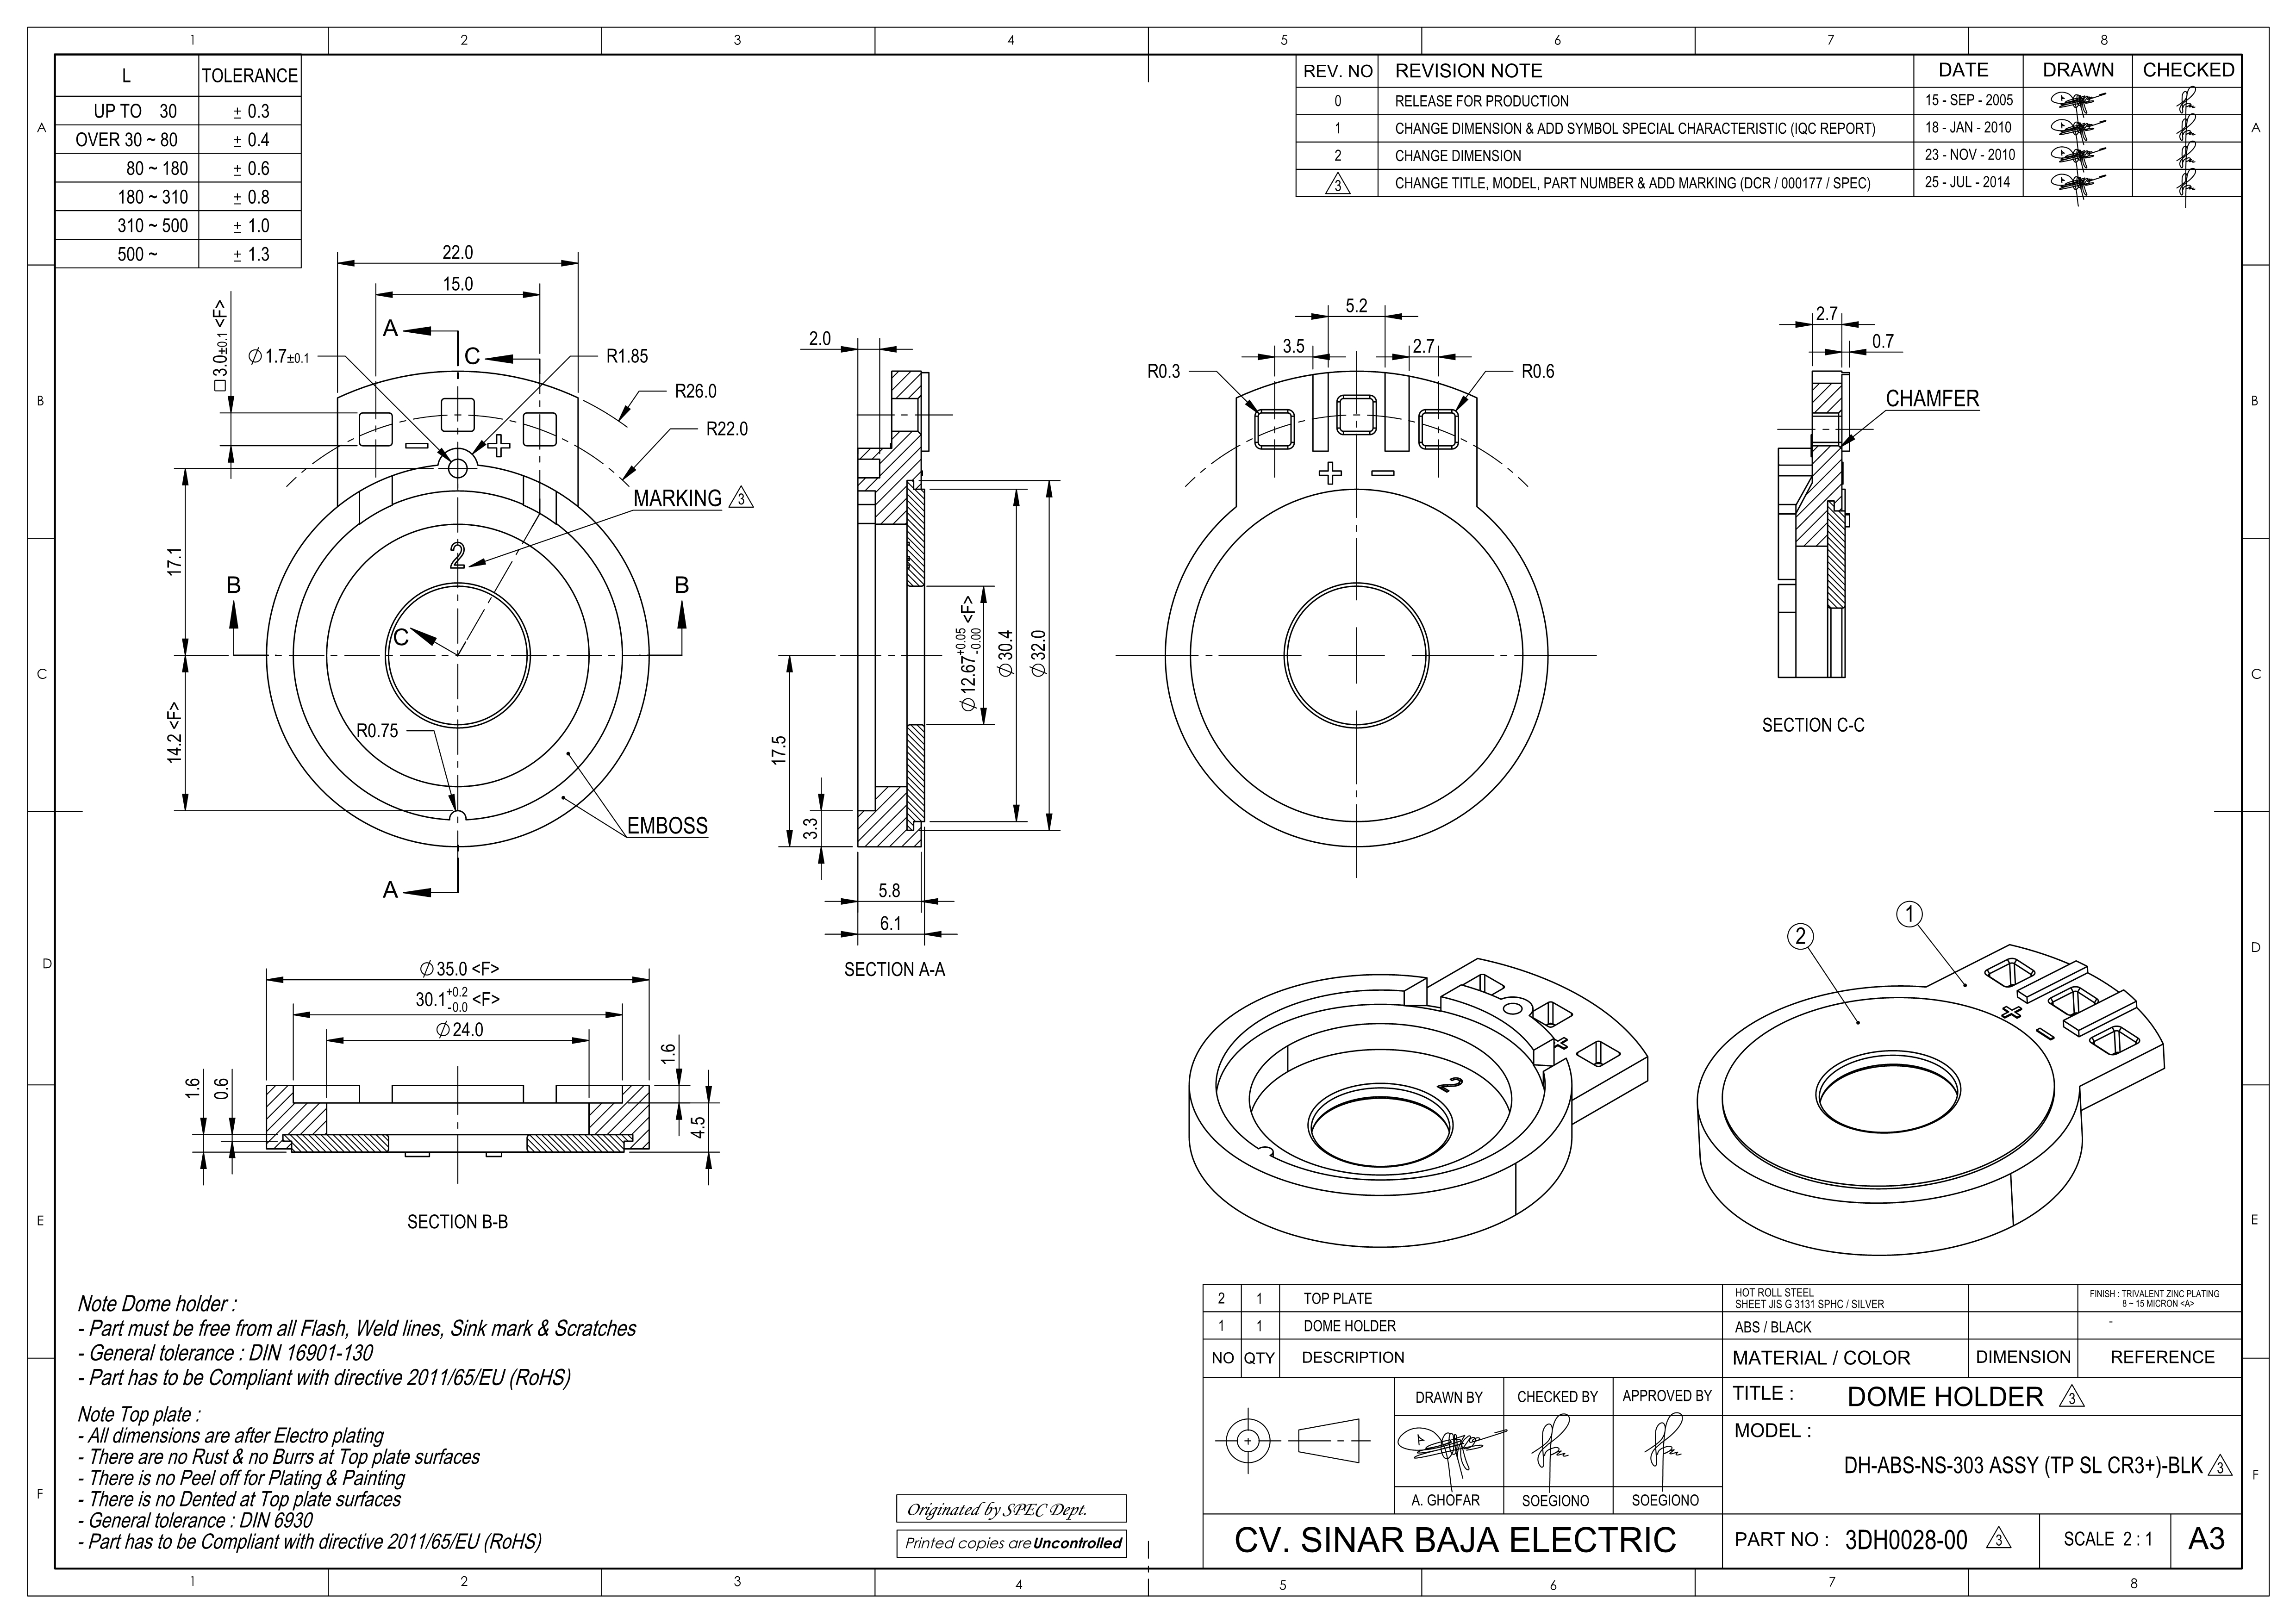 1 2 3 4 5 6 7 8
A B C D E F
L TOLERANCE
UP TO 30 ± 0.3
OVER 30 ~ 80 ± 0.4
80 ~ 180 ± 0.6
180 ~ 310 ± 0.8
310 ~ 500 ± 1.0
500 ~ ± 1.3
REV. NO REVISION NOTE DATE DRAWN CHECKED
0 RELEASE FOR PRODUCTION 15 - SEP - 2005
1 CHANGE DIMENSION & ADD SYMBOL SPECIAL CHARACTERISTIC (IQC REPORT) 18 - JAN - 2010
2 CHANGE DIMENSION 23 - NOV - 2010
3 CHANGE TITLE, MODEL, PART NUMBER & ADD MARKING (DCR / 000177 / SPEC) 25 - JUL - 2014
22.0
15.0
A
C
□3.0±0.1 <F>
∅1.7±0.1
R1.85
R26.0
R22.0
MARKING 3
2
17.1
B B
C
14.2 <F>
R0.75
EMBOSS
A
2.0
∅12.67 +0.05 -0.00 <F>
∅30.4
∅32.0
17.5
3.3
5.8
6.1
SECTION A-A
5.2
3.5
2.7
R0.3
R0.6
2.7
0.7
CHAMFER
SECTION C-C
∅35.0 <F>
30.1 +0.2 -0.0 <F>
∅24.0
1.6
0.6
1.6
4.5
SECTION B-B
1
2
2
Note Dome holder :
- Part must be free from all Flash, Weld lines, Sink mark & Scratches
- General tolerance : DIN 16901-130
- Part has to be Compliant with directive 2011/65/EU (RoHS)
Note Top plate :
- All dimensions are after Electro plating
- There are no Rust & no Burrs at Top plate surfaces
- There is no Peel off for Plating & Painting
- There is no Dented at Top plate surfaces
- General tolerance : DIN 6930
- Part has to be Compliant with directive 2011/65/EU (RoHS)
Originated by SPEC Dept.
Printed copies are Uncontrolled
2 1 TOP PLATE HOT ROLL STEEL
SHEET JIS G 3131 SPHC / SILVER
FINISH : TRIVALENT ZINC PLATING
8 ~ 15 MICRON <A>
1 1 DOME HOLDER ABS / BLACK -
NO QTY DESCRIPTION MATERIAL / COLOR DIMENSION REFERENCE
DRAWN BY CHECKED BY APPROVED BY
A. GHOFAR SOEGIONO SOEGIONO
TITLE : DOME HOLDER 3
MODEL :
DH-ABS-NS-303 ASSY (TP SL CR3+)-BLK 3
CV. SINAR BAJA ELECTRIC
PART NO : 3DH0028-00 3 SCALE 2 : 1 A3
A B C D E F
1 2 3 4 5 6 7 8